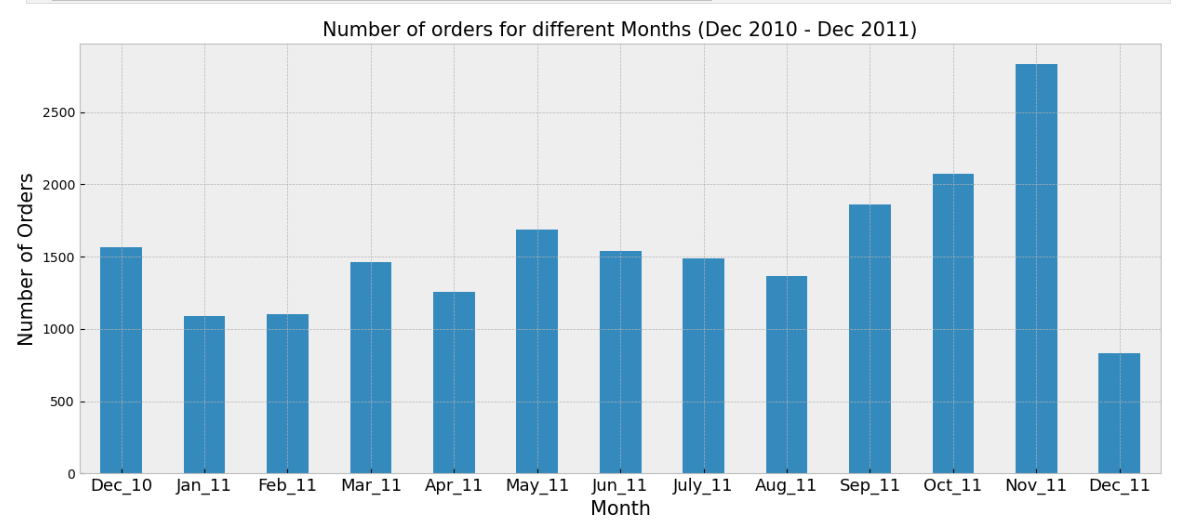 Number of orders for different Months (Dec 2010 - Dec 2011)
Number of Orders
2500
2000
1500
1000
500
0
Dec_10 Jan_11 Feb_11 Mar_11 Apr_11 May_11 Jun_11 July_11 Aug_11 Sep_11 Oct_11 Nov_11 Dec_11
Month